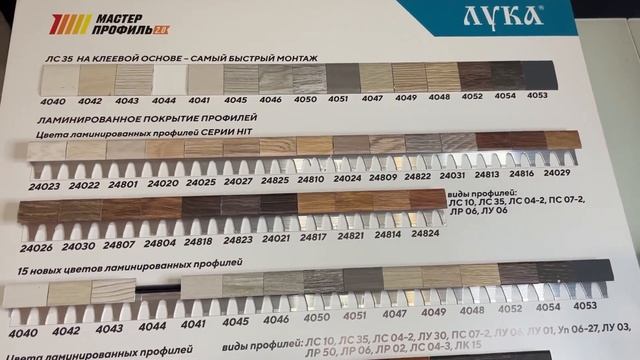 МАСТЕР
ПРОФИЛЬ 2.0
ЛУКА®
ЛС 35 НА КЛЕЕВОЙ ОСНОВЕ – САМЫЙ БЫСТРЫЙ МОНТАЖ
4040 4042 4043 4044 4041 4045 4046 4050 4051 4047 4049 4048 4052 4054 4053
ЛАМИНИРОВАННОЕ ПОКРЫТИЕ ПРОФИЛЕЙ
Цвета ламинированных профилей СЕРИИ HIT
24023 24022 24801 24020 24025 24027 24825 24810 24024 24809 24822 24031 24813 24816 24029
виды профилей:
ЛС 10, ЛС 35, ЛС 04-2, ПС 07-2,
ЛР 06, ЛУ 06
24026 24030 24807 24804 24818 24823 24021 24817 24821 24814 24824
15 новых цветов ламинированных профилей
4040 4042 4043 4044 4041 4045 4046 4050 4051 4047 4049 4048 4052 4054 4053
виды профилей: ЛС 10, ЛС 35, ЛС 04-2, ЛУ 30, ПС 07-2, ЛУ 06, ЛУ 01, Уп 06-27, ЛУ 03,
ЛР 50, ЛР 06, ЛР 02, ЛС 04-3, ЛК 15
Цвета ламинированных профилей